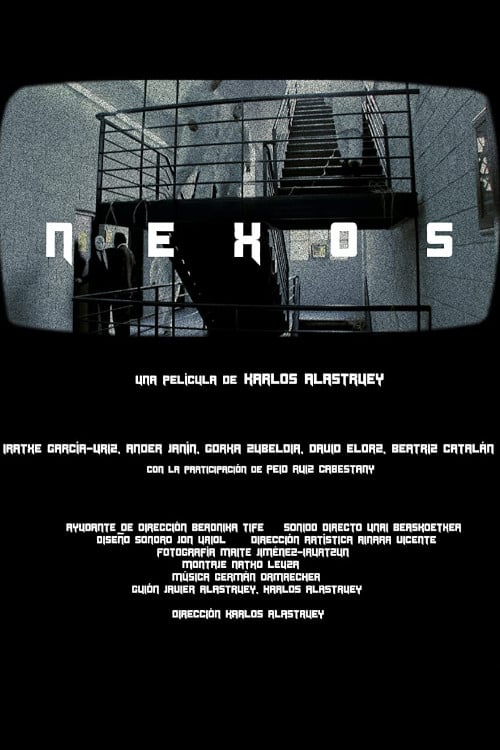 NEXOS
UNA PELÍCULA DE KARLOS ALASTRUEY
IRATXE GARCÍA-URIZ, ANDER JANÍN, GORKA ZUBELDIA, DAVID ELORZ, BEATRIZ CATALÁN
CON LA PARTICIPACIÓN DE PEIO RUIZ CABESTANY
AYUDANTE DE DIRECCIÓN BERONIKA TIFE SONIDO DIRECTO UNAI BERSKOETXEA
DISEÑO SONORO JON URIOL DIRECCIÓN ARTÍSTICA AINARA VICENTE
FOTOGRAFÍA MAITE JIMÉNEZ-IRURTZUN
MONTAJE NATXO LEUZA
MÚSICA GERMÁN ORMAECHEA
GUIÓN JAVIER ALASTRUEY, KARLOS ALASTRUEY
DIRECCIÓN KARLOS ALASTRUEY